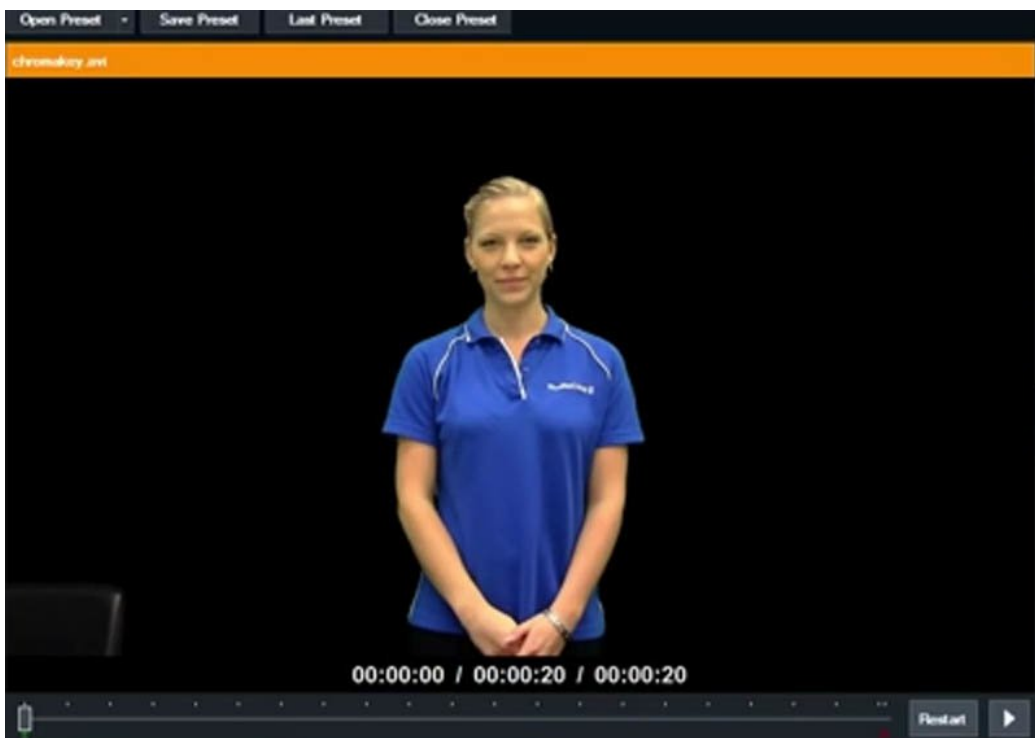 Open Preset Save Preset Last Preset Close Preset
chromakey.avi
00:00:00 / 00:00:20 / 00:00:20
Restart